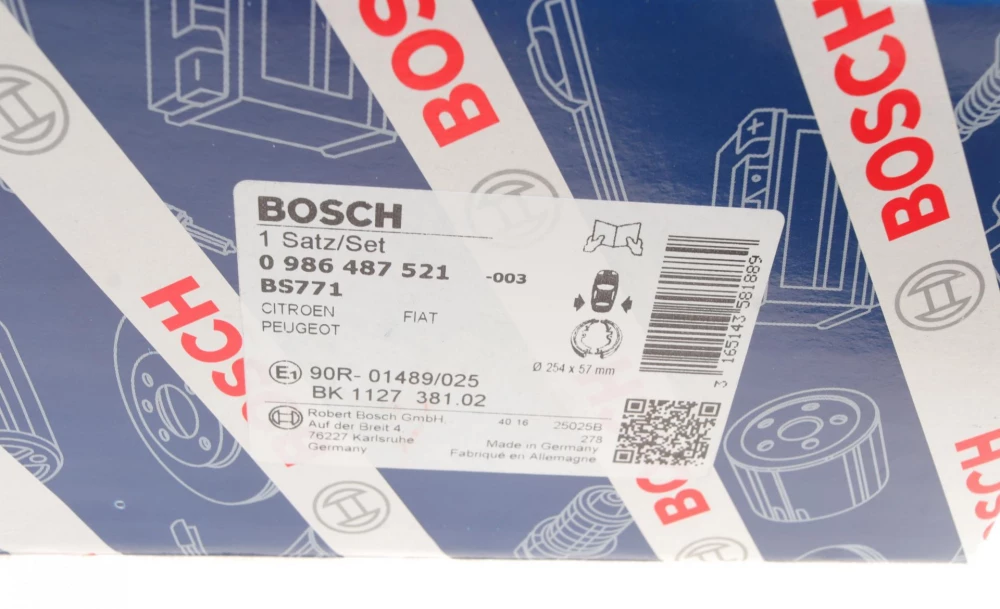 BOSCH
BOSCH
BOSCH
1 Satz/Set
0 986 487 521 -003
BS771
CITROEN FIAT
PEUGEOT
Ø 254 x 57 mm
E1 90R- 01489/025
BK 1127 381.02
Robert Bosch GmbH.
Auf der Breit 4
76227 Karlsruhe
Germany
40 16 25025B
278
Made in Germany
Fabriqué en Allemagne
165143 581889
BOSCH
BOSCH
BO